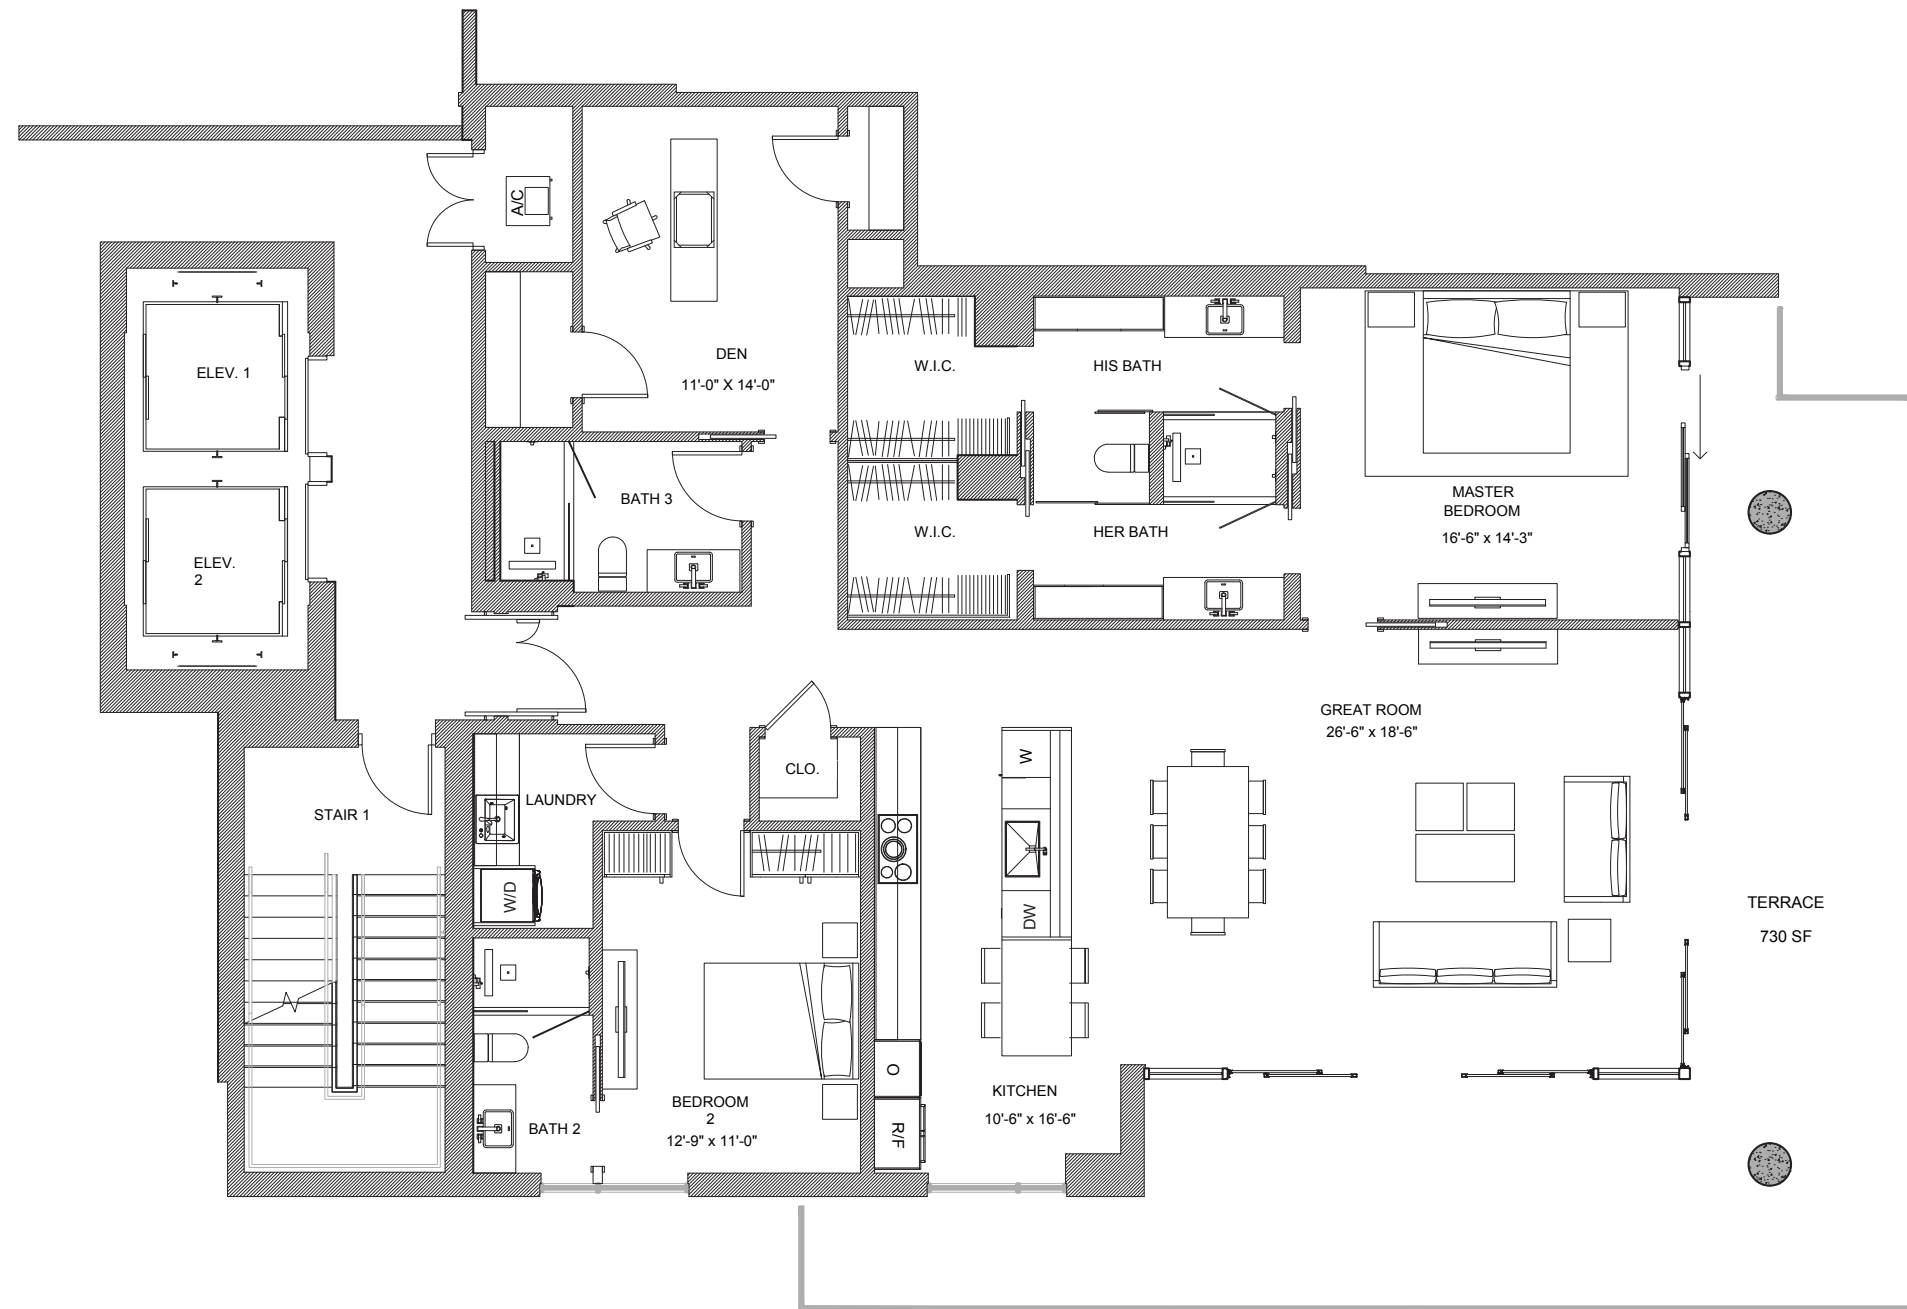 A/C
ELEV. 1
DEN
11'-0" X 14'-0"
W.I.C.
HIS BATH
BATH 3
MASTER
BEDROOM
16'-6" x 14'-3"
W.I.C.
HER BATH
ELEV.
2
GREAT ROOM
26'-6" x 18'-6"
CLO.
W
LAUNDRY
STAIR 1
W/D
DW
TERRACE
730 SF
O
KITCHEN
10'-6" x 16'-6"
R/F
BEDROOM
2
12'-9" x 11'-0"
BATH 2